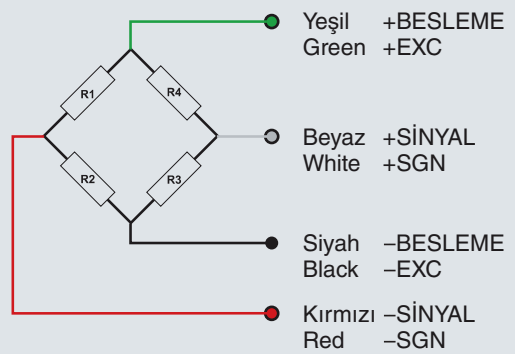 Yeşil +BESLEME
Green +EXC
R1
R4
Beyaz +SİNYAL
White +SGN
R2
R3
Siyah –BESLEME
Black –EXC
Kırmızı –SİNYAL
Red –SGN